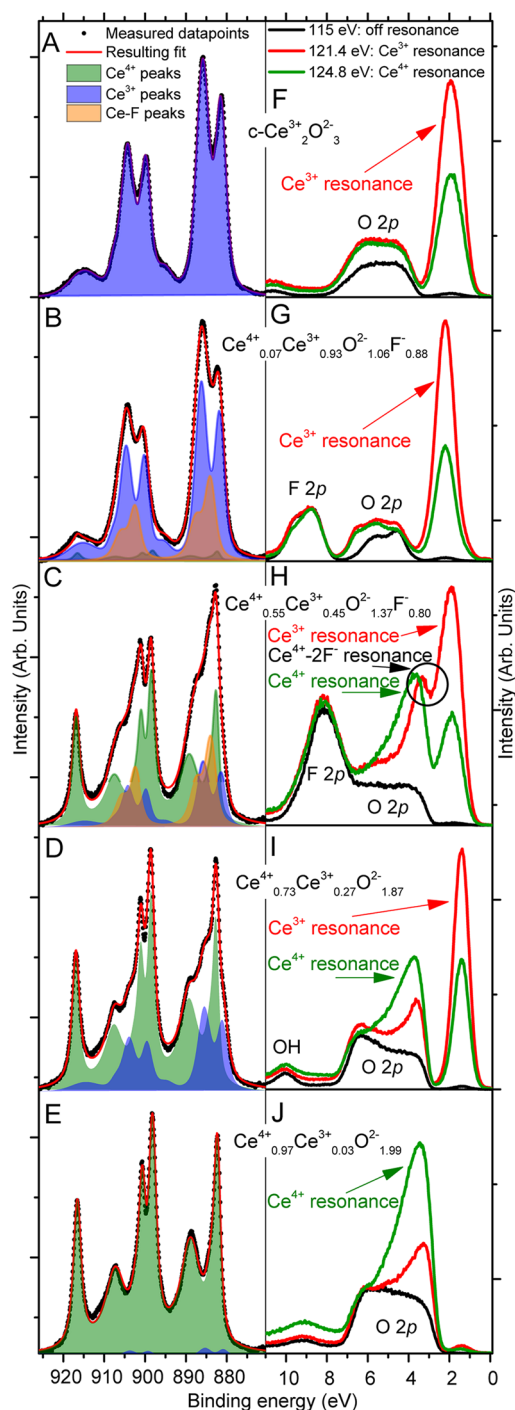 A
Measured datapoints
Resulting fit
Ce⁴⁺ peaks
Ce³⁺ peaks
Ce-F peaks
115 eV: off resonance
121.4 eV: Ce³⁺ resonance
124.8 eV: Ce⁴⁺ resonance
F
c-Ce³⁺₂O²⁻₃
Ce³⁺ resonance
O 2p
B
G
Ce⁴⁺₀.₀₇Ce³⁺₀.₉₃O²⁻₁.₀₆F⁻₀.₈₈
Ce³⁺ resonance
F 2p
O 2p
C
H
Ce⁴⁺₀.₅₅Ce³⁺₀.₄₅O²⁻₁.₃₇F⁻₀.₈₀
Ce³⁺ resonance
Ce⁴⁺-2F⁻ resonance
Ce⁴⁺ resonance
F 2p
O 2p
D
I
Ce⁴⁺₀.₇₃Ce³⁺₀.₂₇O²⁻₁.₈₇
Ce³⁺ resonance
Ce⁴⁺ resonance
OH
O 2p
E
J
Ce⁴⁺₀.₉₇Ce³⁺₀.₀₃O²⁻₁.₉₉
Ce⁴⁺ resonance
O 2p
Intensity (Arb. Units)
Intensity (Arb. Units)
920 900 880 10 8 6 4 2 0
Binding energy (eV)